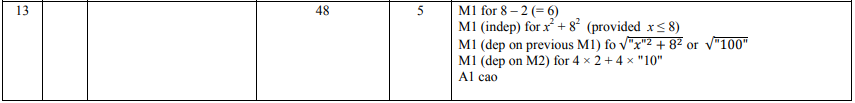 13 48 5 M1 for 8 – 2 (= 6)
M1 (indep) for x² + 8² (provided x ≤ 8)
M1 (dep on previous M1) fo √"x"² + 8² or √"100"
M1 (dep on M2) for 4 × 2 + 4 × "10"
A1 cao